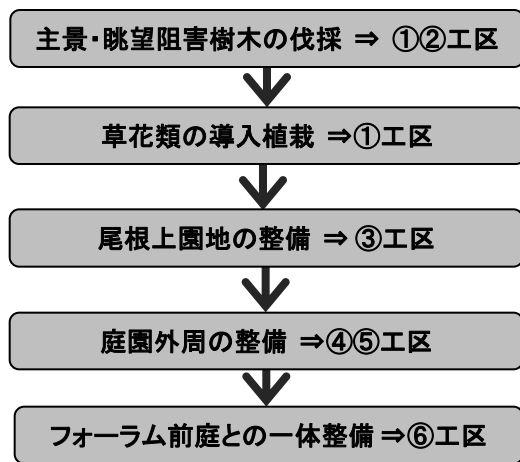 主景・眺望阻害樹木の伐採 ⇒ ①②工区
草花類の導入植栽 ⇒①工区
尾根上園地の整備 ⇒ ③工区
庭園外周の整備 ⇒④⑤工区
フォーラム前庭との一体整備⇒⑥工区